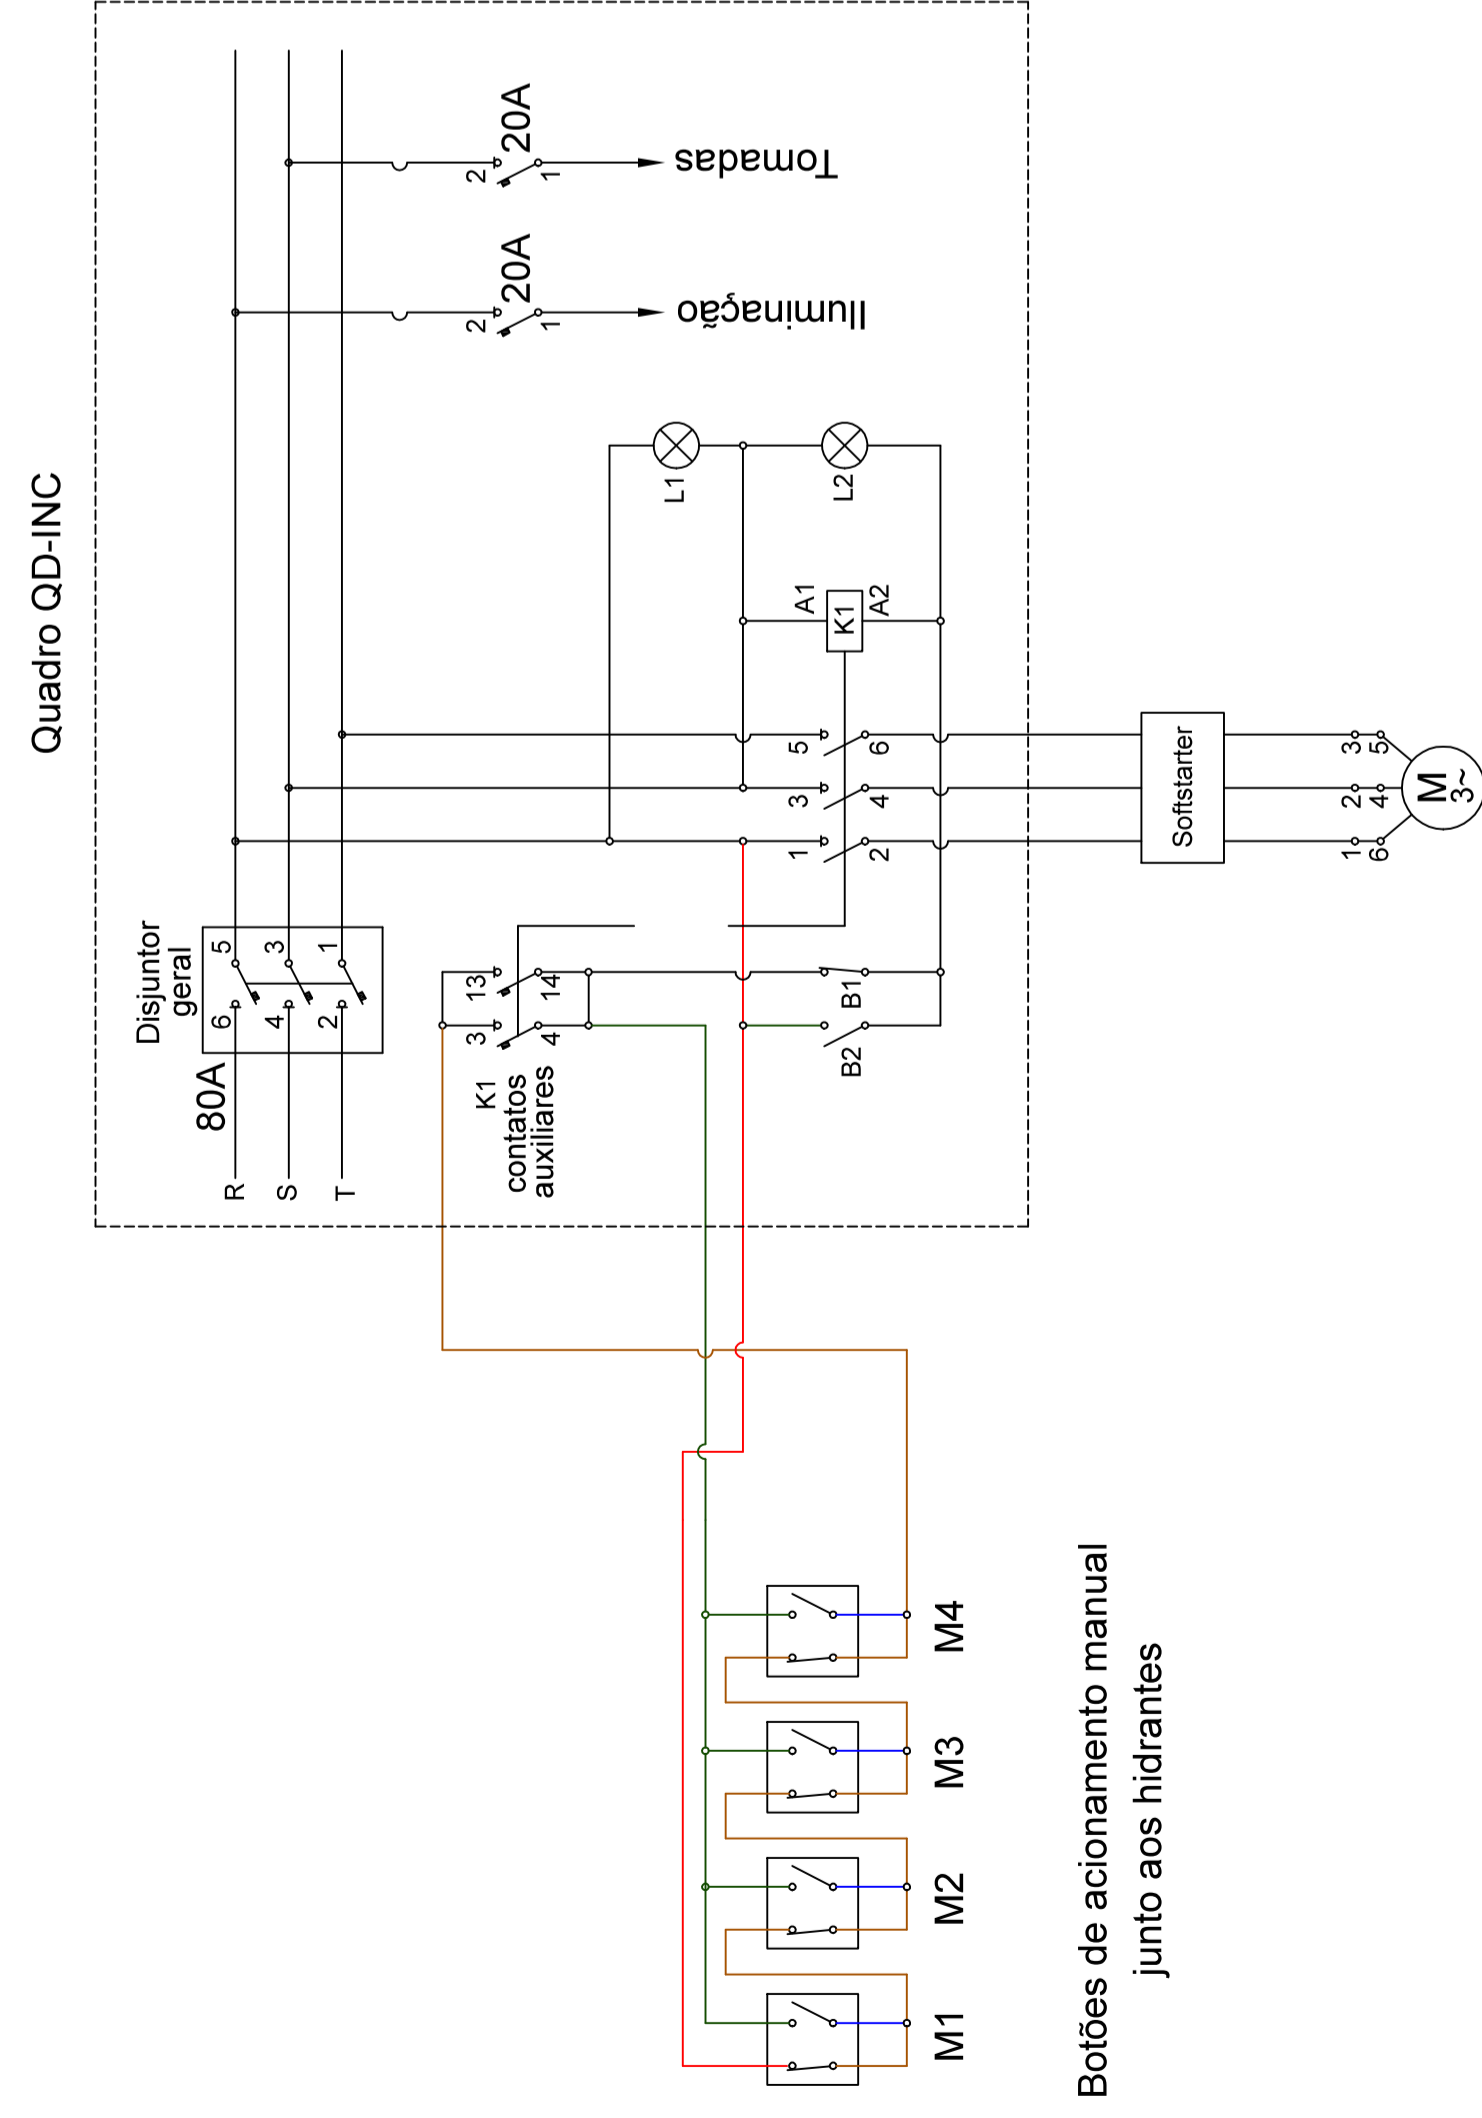 Quadro QD-INC
Disjuntor
geral
80A
6
5
4
3
2
1
R
S
T
2
1
20A
Tomadas
2
1
20A
Iluminação
L1
L2
A1
K1
A2
5
6
3
4
1
2
13
14
3
4
K1
contatos
auxiliares
B1
B2
Softstarter
3
5
2
4
1
6
M
3~
M4
M3
M2
M1
Botões de acionamento manual
junto aos hidrantes